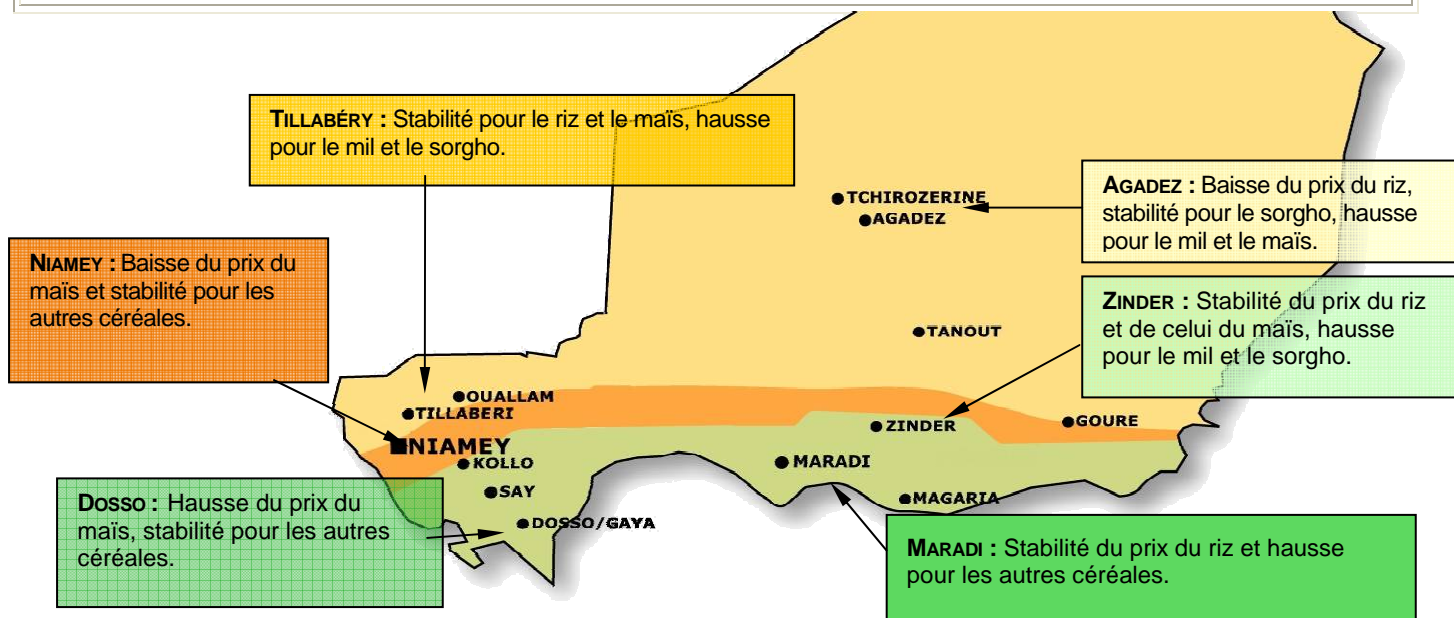 TILLABÉRY : Stabilité pour le riz et le maïs, hausse
pour le mil et le sorgho.
TCHIROZERINE
AGADEZ
AGADEZ : Baisse du prix du riz,
stabilité pour le sorgho, hausse
pour le mil et le maïs.
NIAMEY : Baisse du prix du
maïs et stabilité pour les
autres céréales.
ZINDER : Stabilité du prix du riz
et de celui du maïs, hausse
pour le mil et le sorgho.
TANOUT
OUALLAM
TILLABERI
NIAMEY
KOLLO
SAY
DOSSO/GAYA
ZINDER
GOURE
MARADI
MAGARIA
DOSSO : Hausse du prix du
maïs, stabilité pour les autres
céréales.
MARADI : Stabilité du prix du riz et hausse
pour les autres céréales.